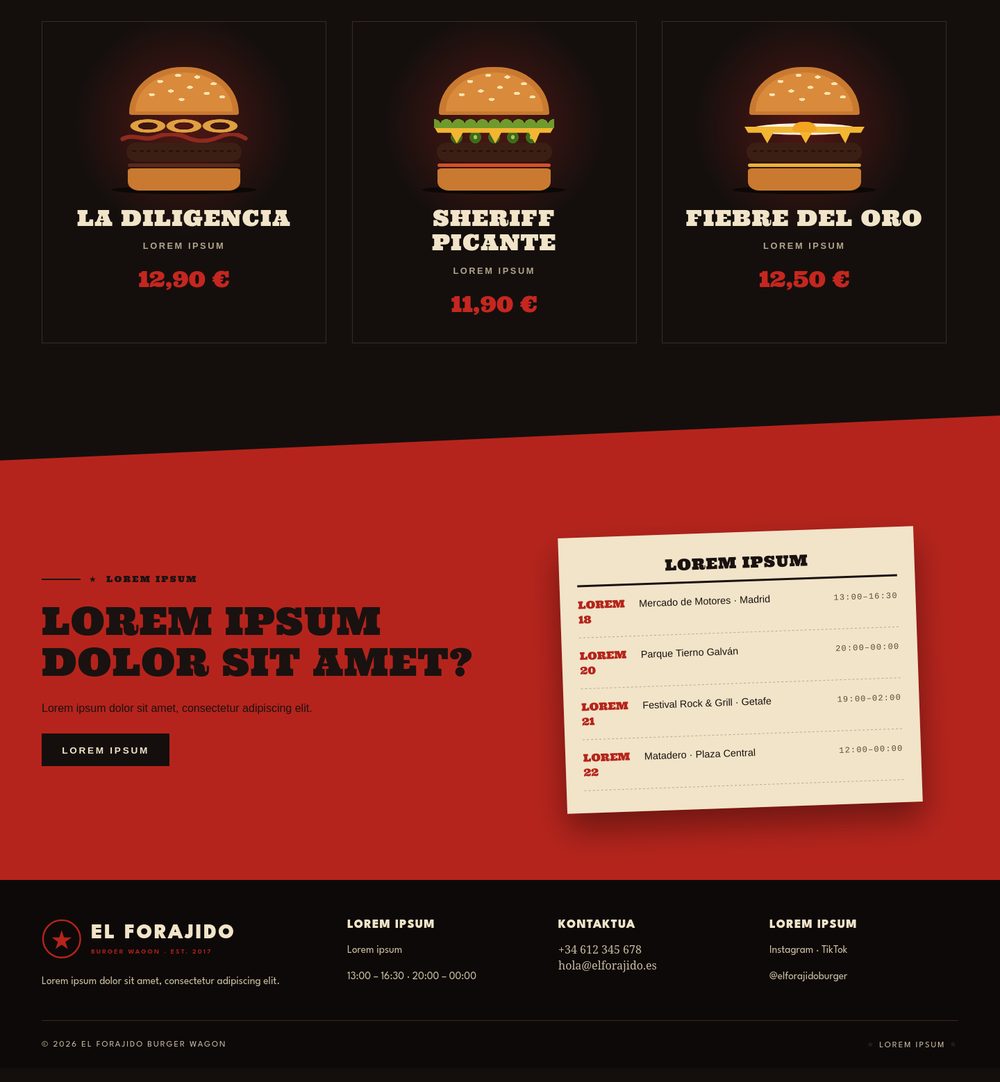 LA DILIGENCIA
LOREM IPSUM
12,90 €
SHERIFF
PICANTE
LOREM IPSUM
11,90 €
FIEBRE DEL ORO
LOREM IPSUM
12,50 €
★ LOREM IPSUM
LOREM IPSUM
DOLOR SIT AMET?
Lorem ipsum dolor sit amet, consectetur adipiscing elit.
LOREM IPSUM
LOREM IPSUM
LOREM 18 Mercado de Motores · Madrid 13:00–16:30
LOREM 20 Parque Tierno Galván 20:00–00:00
LOREM 21 Festival Rock & Grill · Getafe 19:00–02:00
LOREM 22 Matadero · Plaza Central 12:00–00:00
EL FORAJIDO
BURGER WAGON · EST. 2017
Lorem ipsum dolor sit amet, consectetur adipiscing elit.
LOREM IPSUM
Lorem ipsum
13:00 – 16:30 · 20:00 – 00:00
KONTAKTUA
+34 612 345 678
hola@elforajido.es
LOREM IPSUM
Instagram · TikTok
@elforajidoburger
© 2026 EL FORAJIDO BURGER WAGON
★ LOREM IPSUM ★